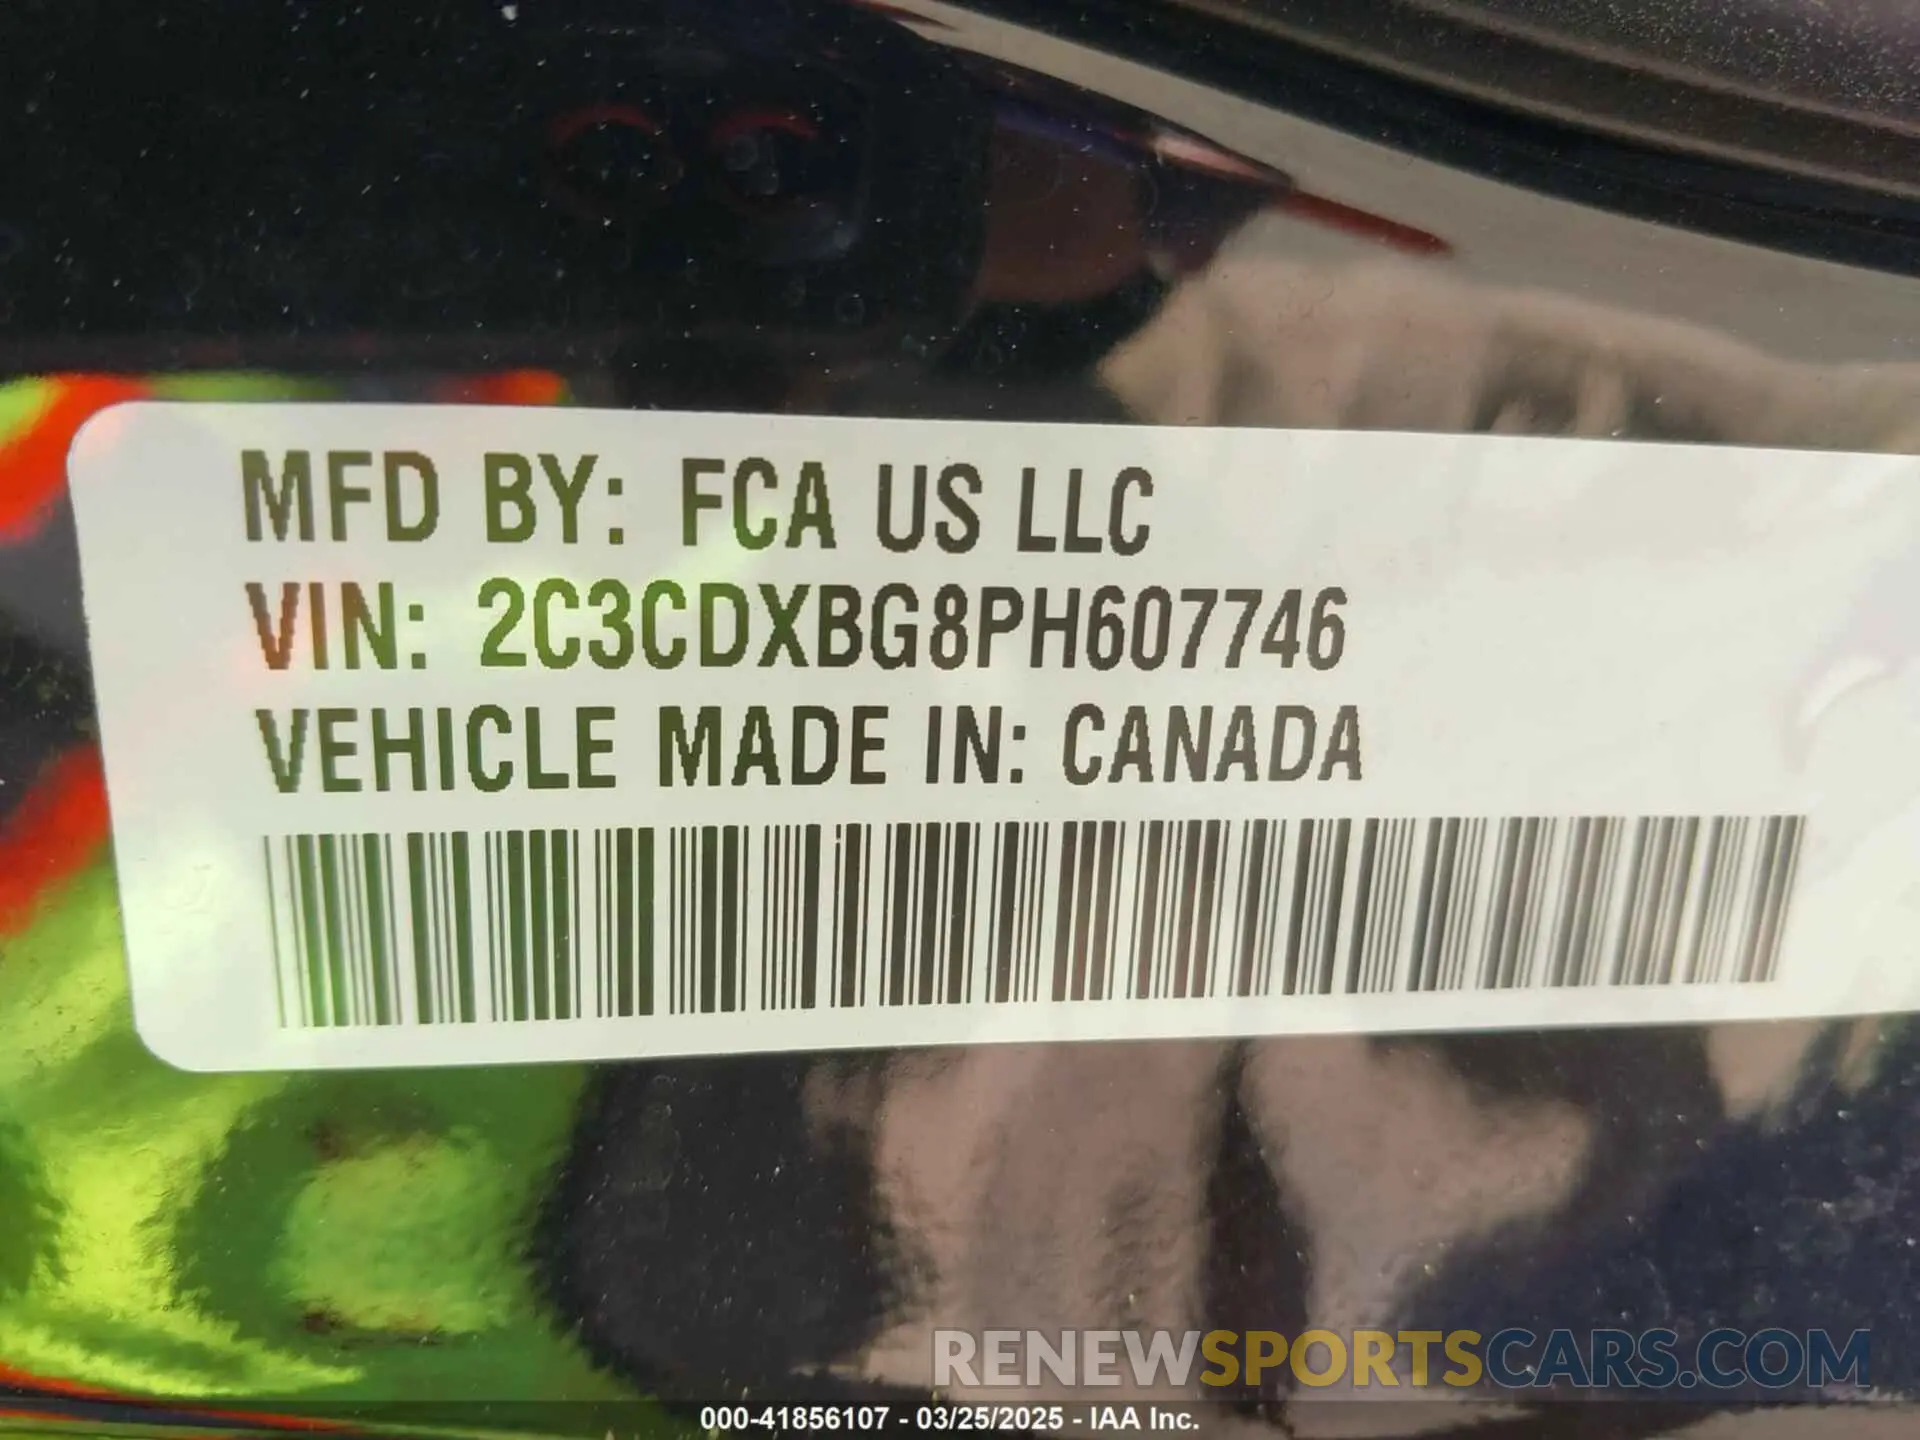 MFD BY: FCA US LLC
VIN: 2C3CDXBG8PH607746
VEHICLE MADE IN: CANADA
RENEWSPORTSCARS.COM
000-41856107 - 03/25/2025 - IAA Inc.